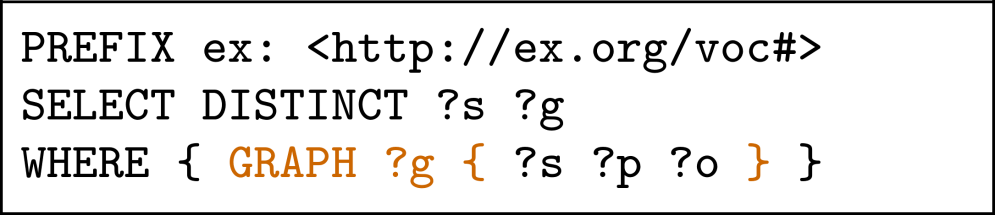 PREFIX ex: <http://ex.org/voc#>
SELECT DISTINCT ?s ?g
WHERE { GRAPH ?g { ?s ?p ?o } }